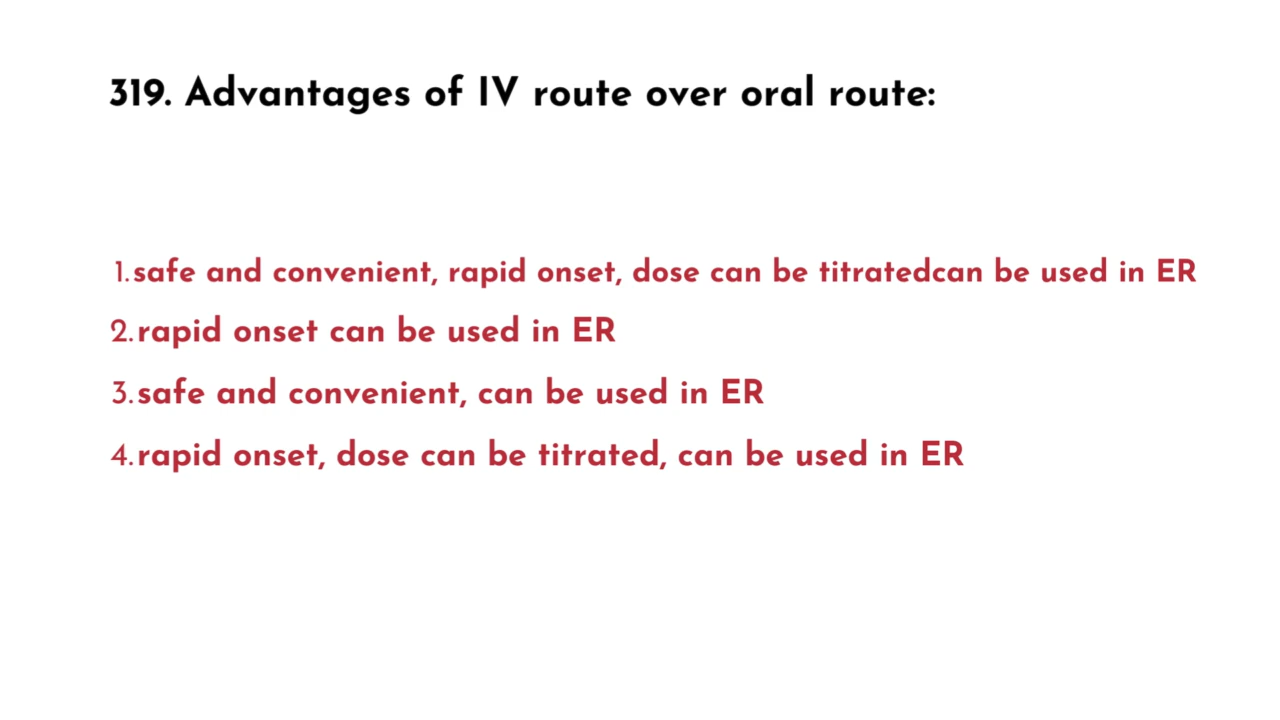 319. Advantages of IV route over oral route:
1. safe and convenient, rapid onset, dose can be titratedcan be used in ER
2. rapid onset can be used in ER
3. safe and convenient, can be used in ER
4. rapid onset, dose can be titrated, can be used in ER